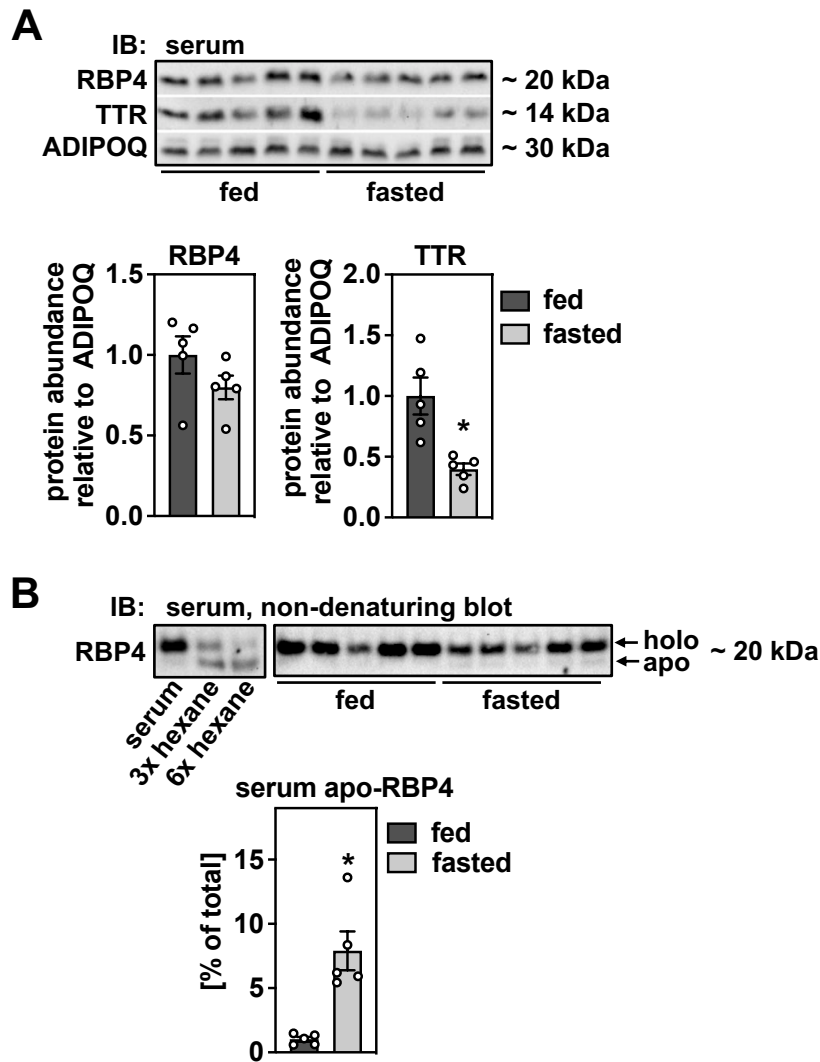 A
IB: serum
RBP4 ~ 20 kDa
TTR ~ 14 kDa
ADIPOQ ~ 30 kDa
fed fasted
RBP4 TTR
protein abundance
relative to ADIPOQ
1.5
1.0
0.5
0.0
protein abundance
relative to ADIPOQ
2.0
1.5
1.0
0.5
0.0
*
fed
fasted
B
IB: serum, non-denaturing blot
RBP4 holo ~ 20 kDa
apo
serum
3x hexane
6x hexane
fed fasted
serum apo-RBP4
[% of total]
15
10
5
0
*
fed
fasted